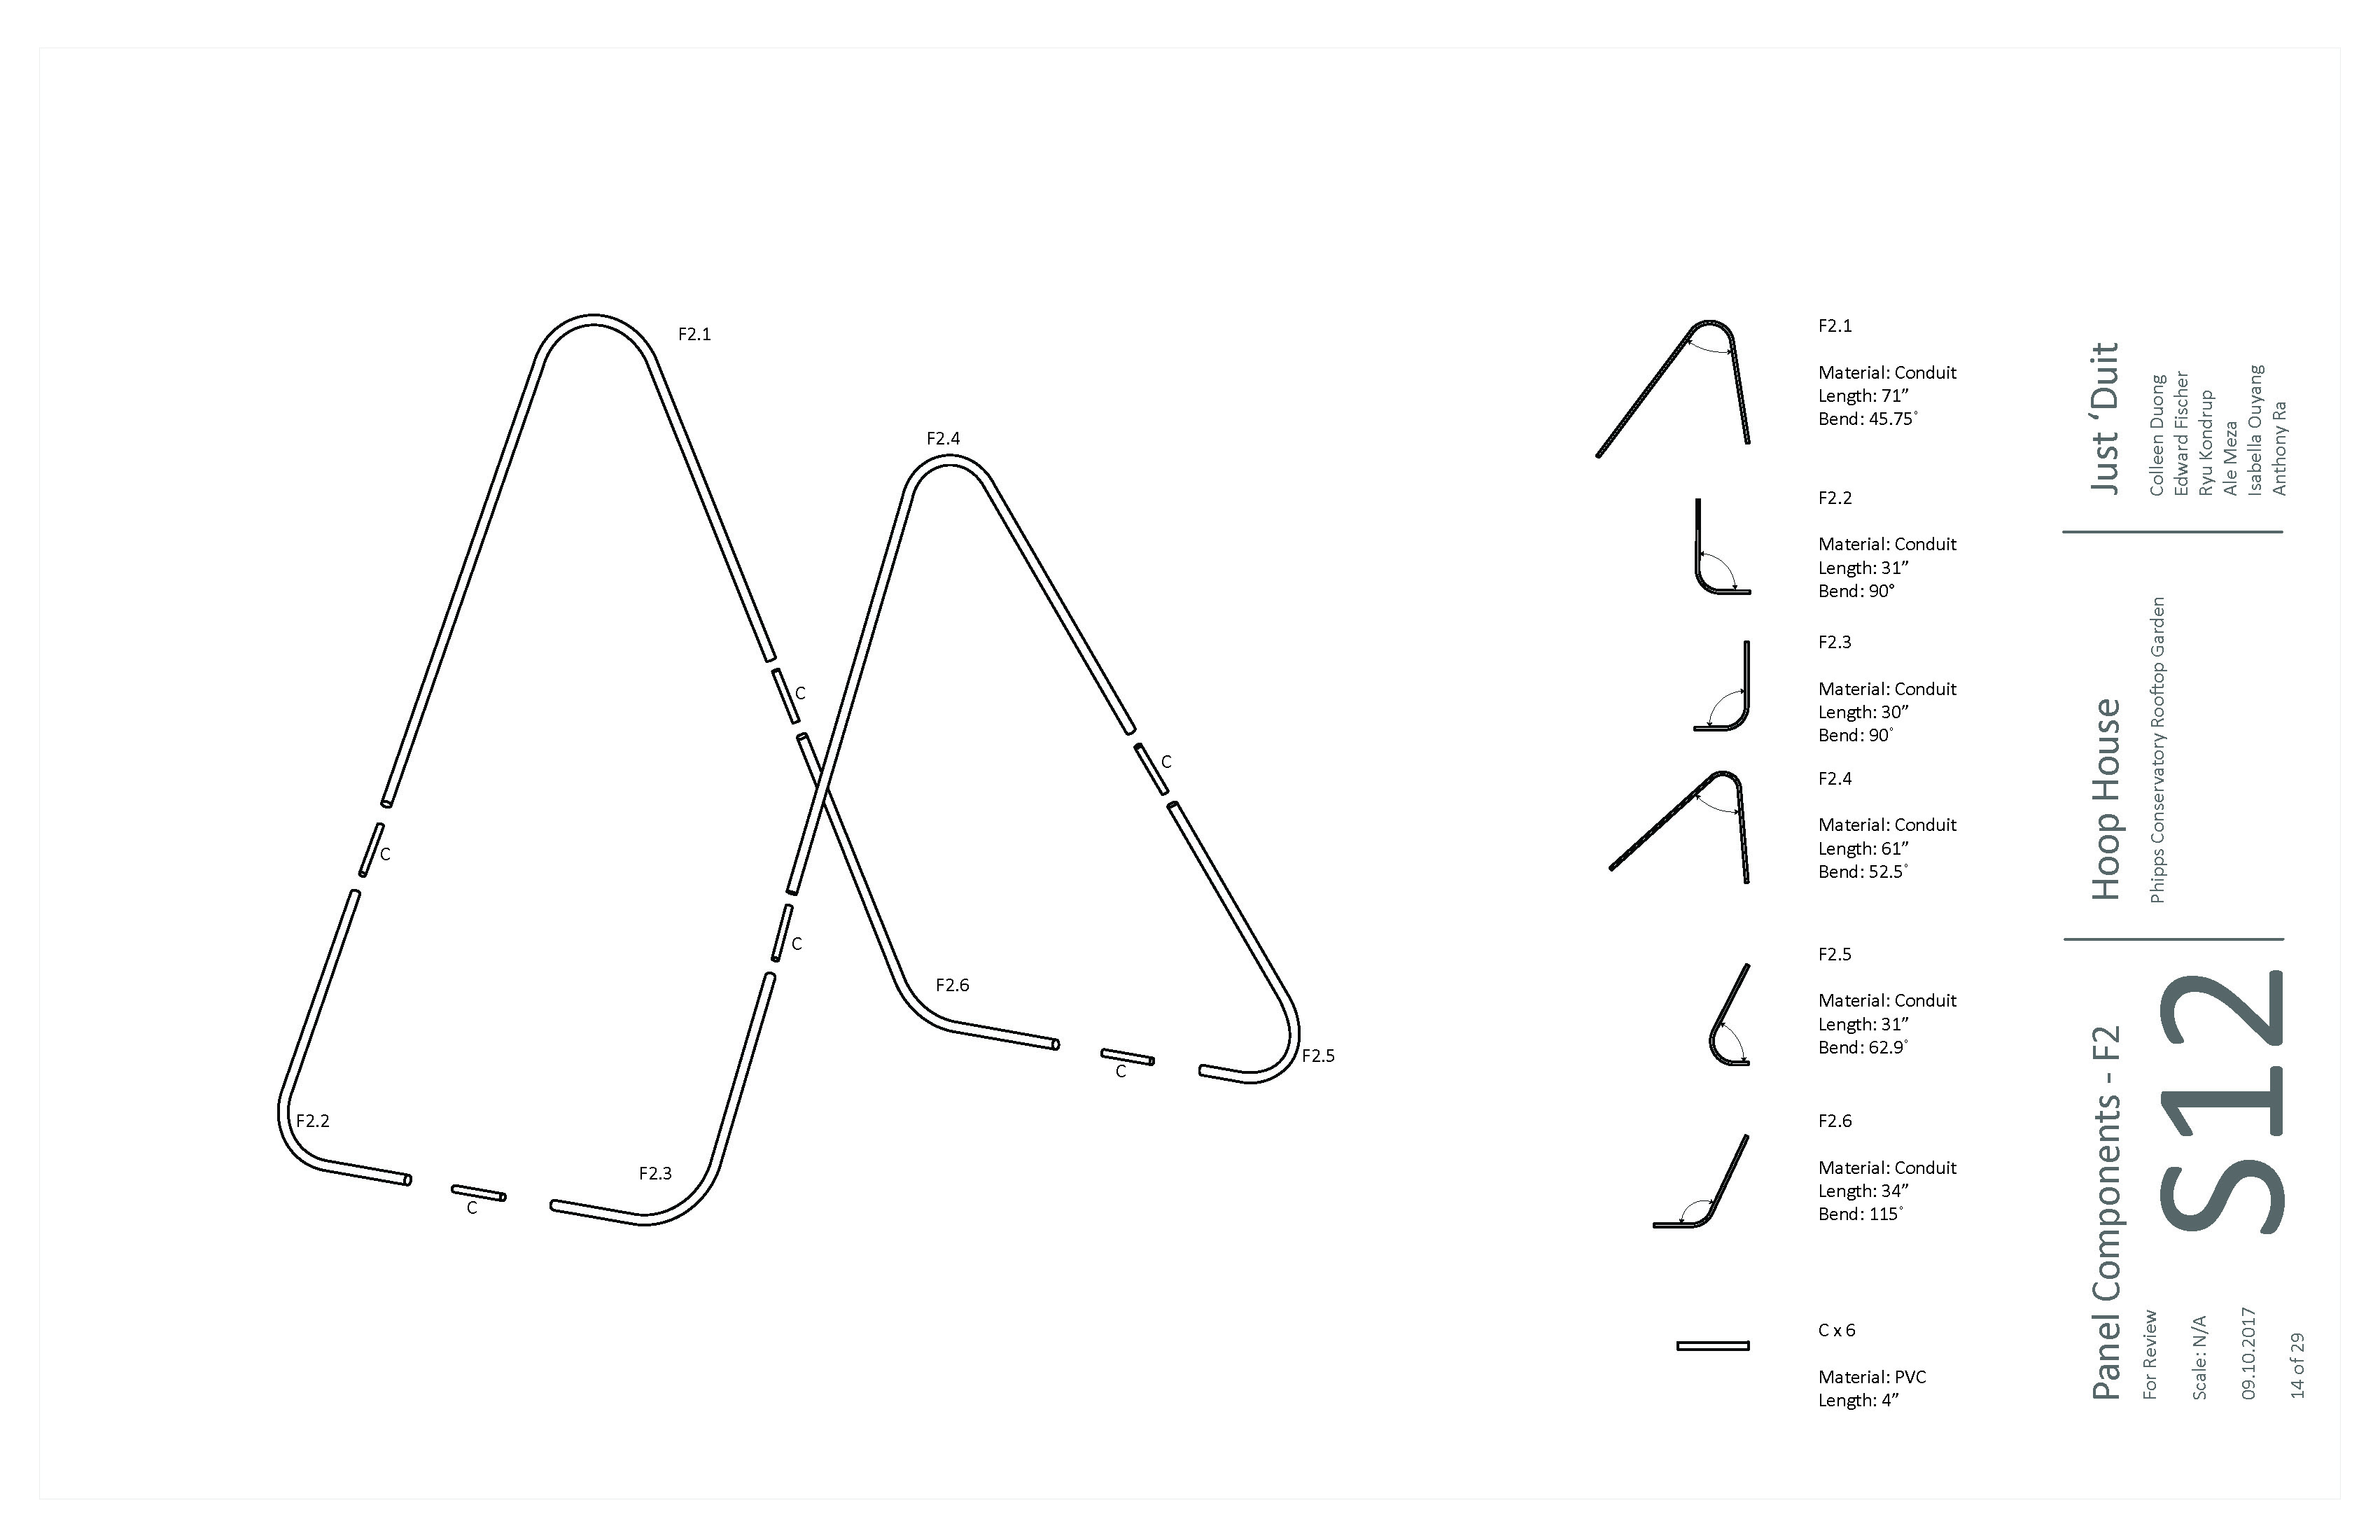 F2.1
F2.4
C
C
C
C
F2.6
F2.5
C
F2.2
F2.3
C
F2.1
Material: Conduit
Length: 71”
Bend: 45.75˚
F2.2
Material: Conduit
Length: 31”
Bend: 90°
F2.3
Material: Conduit
Length: 30”
Bend: 90˚
F2.4
Material: Conduit
Length: 61”
Bend: 52.5˚
F2.5
Material: Conduit
Length: 31”
Bend: 62.9˚
F2.6
Material: Conduit
Length: 34”
Bend: 115˚
C x 6
Material: PVC
Length: 4”
Just ‘Duit
Colleen Duong
Edward Fischer
Ryu Kondrup
Ale Meza
Isabella Ouyang
Anthony Ra
Hoop House
Phipps Conservatory Rooftop Garden
Panel Components - F2
For Review
Scale: N/A
09.10.2017
14 of 29
S12